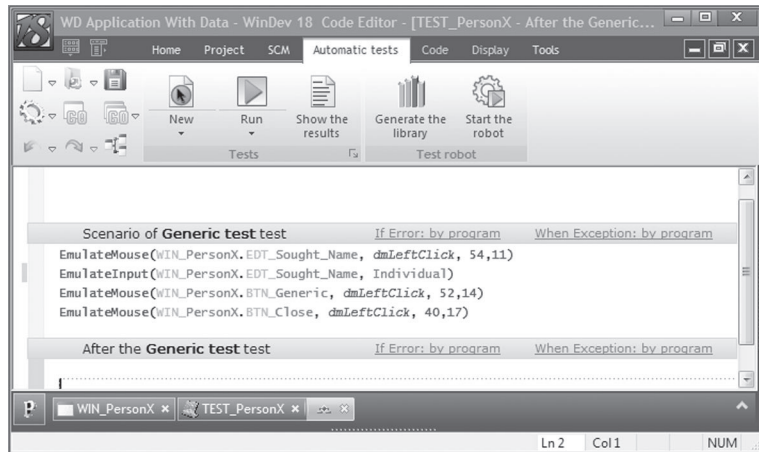 WD Application With Data - WinDev 18 Code Editor - [TEST_PersonX - After the Generic...
18
Home Project SCM Automatic tests Code Display Tools
New
Run
Show the results
Generate the library
Start the robot
GO GO
Tests
Test robot
Scenario of Generic test test If Error: by program When Exception: by program
EmulateMouse(WIN_PersonX.EDT_Sought_Name, dmLeftClick, 54,11)
EmulateInput(WIN_PersonX.EDT_Sought_Name, Individual)
EmulateMouse(WIN_PersonX.BTN_Generic, dmLeftClick, 52,14)
EmulateMouse(WIN_PersonX.BTN_Close, dmLeftClick, 40,17)
After the Generic test test If Error: by program When Exception: by program
P WIN_PersonX × TEST_PersonX ×
Ln 2 Col 1 NUM